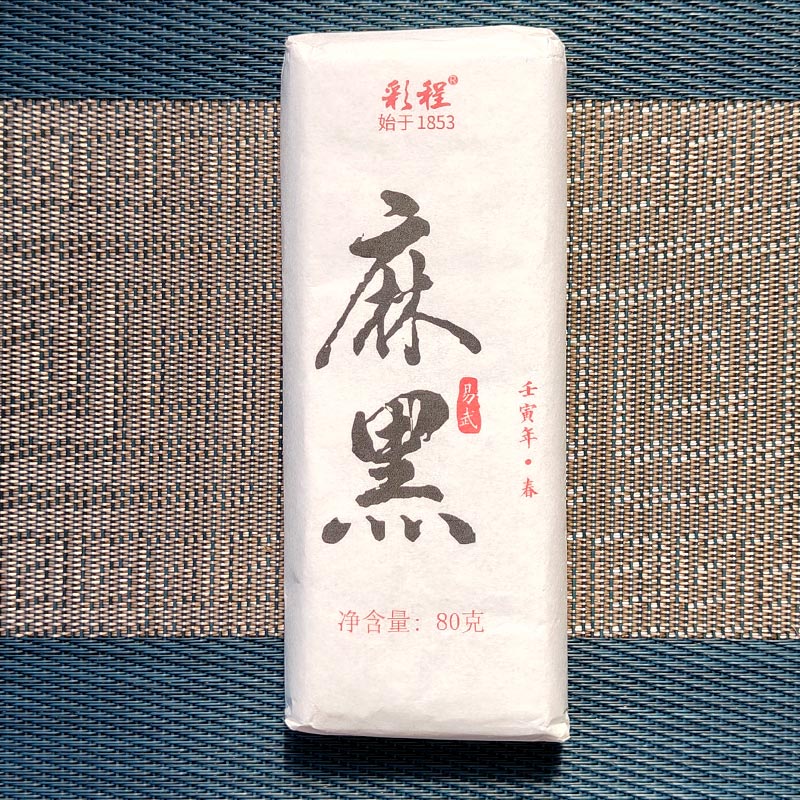 彩程®
始于1853
麻黑
易武
壬寅年·春
净含量：80克